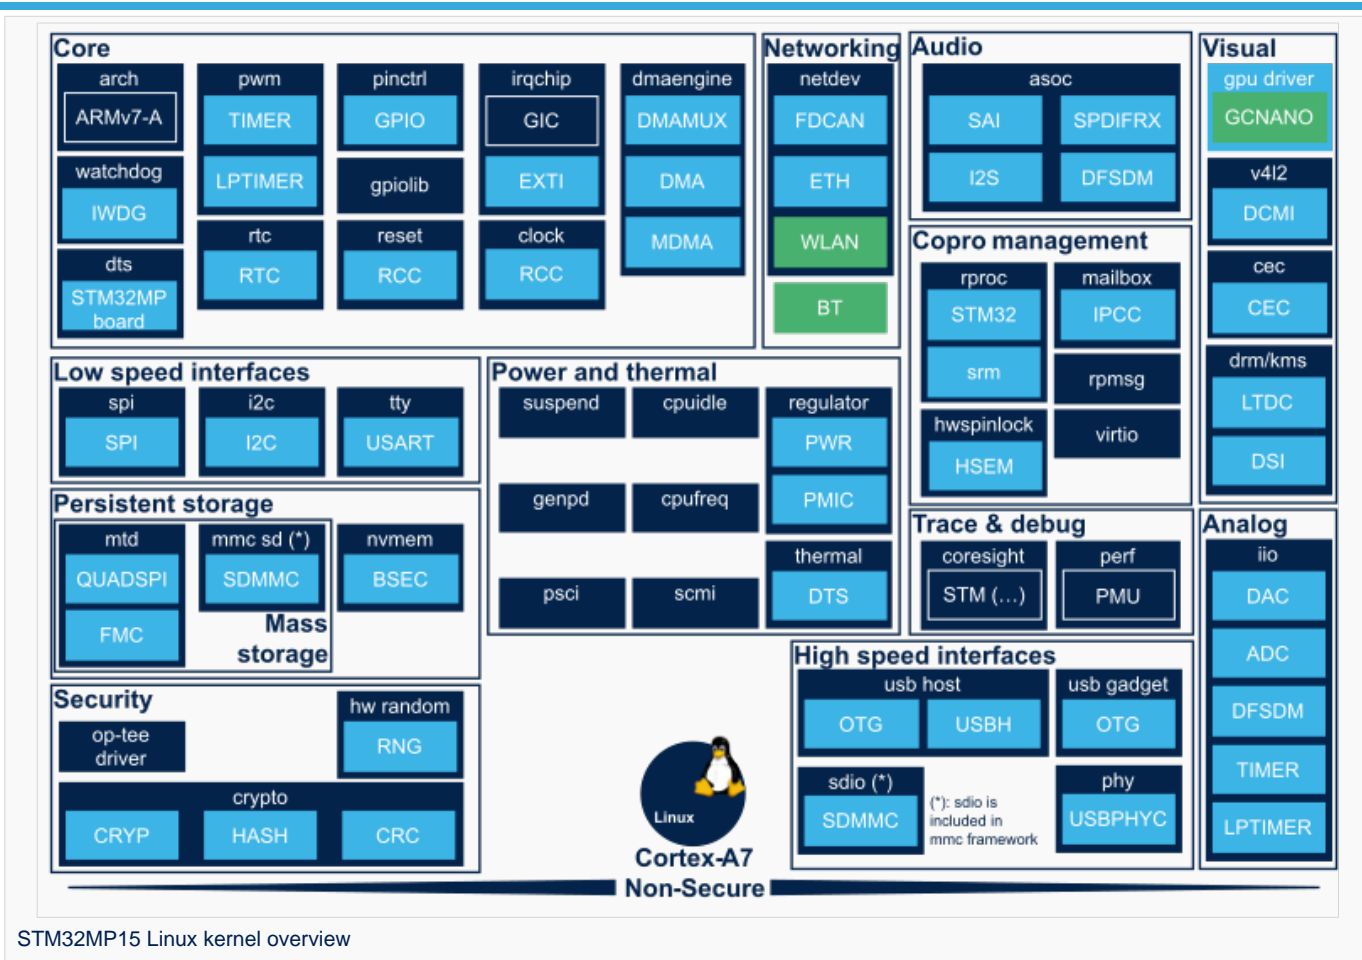 Core
arch
ARMv7-A
watchdog
IWDG
dts
STM32MP
board
pwm
TIMER
LPTIMER
rtc
RTC
pinctrl
GPIO
gpiolib
reset
RCC
irqchip
GIC
EXTI
clock
RCC
dmaengine
DMAMUX
DMA
MDMA
Networking
netdev
FDCAN
ETH
WLAN
BT
Audio
asoc
SAI
SPDIFRX
I2S
DFSDM
Visual
gpu driver
GCNANO
v4l2
DCMI
cec
CEC
drm/kms
LTDC
DSI
Copro management
rproc
STM32
srm
mailbox
IPCC
rpmsg
hwspinlock
HSEM
virtio
Low speed interfaces
spi
SPI
i2c
I2C
tty
USART
Power and thermal
suspend
cpuidle
regulator
PWR
PMIC
genpd
cpufreq
thermal
DTS
psci
scmi
Persistent storage
mtd
QUADSPI
FMC
mmc sd (*)
SDMMC
Mass
storage
nvmem
BSEC
Trace & debug
coresight
STM (...)
perf
PMU
Analog
iio
DAC
ADC
DFSDM
TIMER
LPTIMER
Security
op-tee
driver
hw random
RNG
crypto
CRYP
HASH
CRC
High speed interfaces
usb host
OTG
USBH
usb gadget
OTG
sdio (*)
SDMMC
(*): sdio is
included in
mmc framework
phy
USBPHYC
Linux
Cortex-A7
Non-Secure
STM32MP15 Linux kernel overview